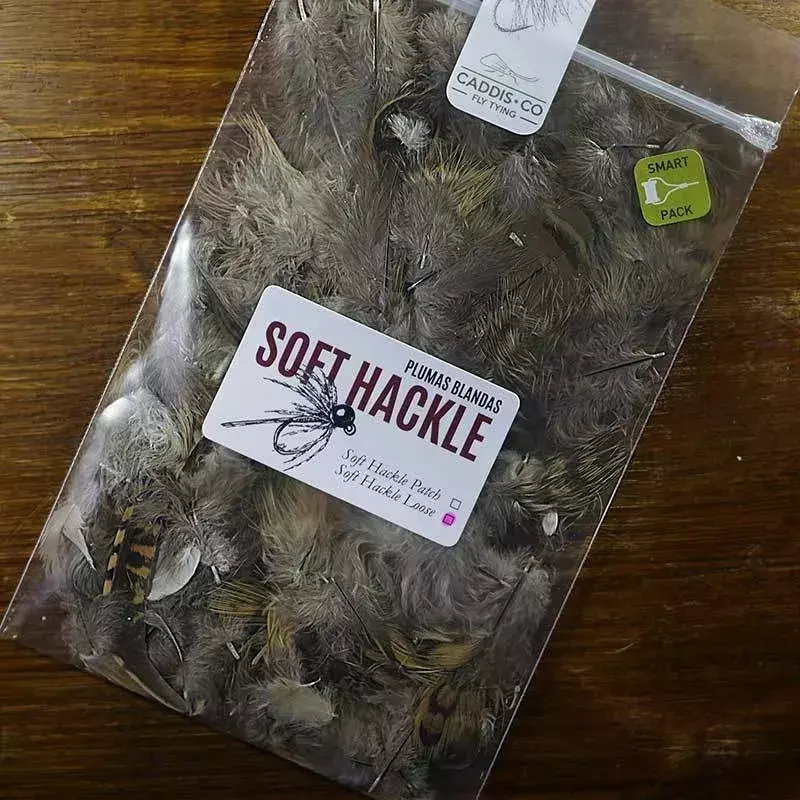 CADDIS·CO
FLY TYING
SMART
PACK
PLUMAS BLANDAS
SOFT HACKLE
Soft Hackle Patch
Soft Hackle Loose